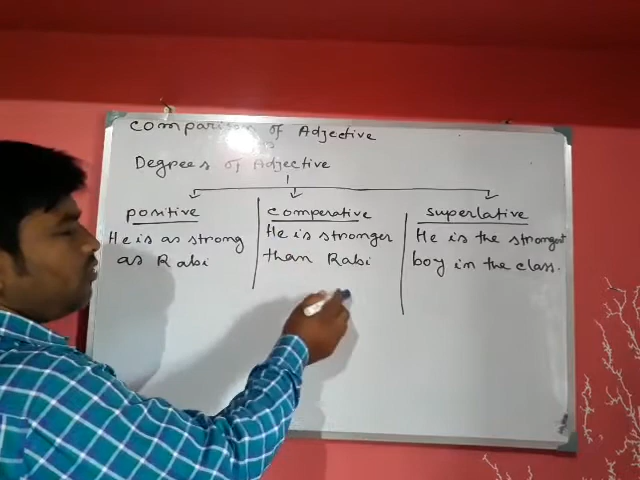 Comparison of Adjective
Degrees of Adjective
positive
He is as strong
as Rabi
comperative
He is stronger
than Rabi
superlative
He is the strongest
boy in the class.